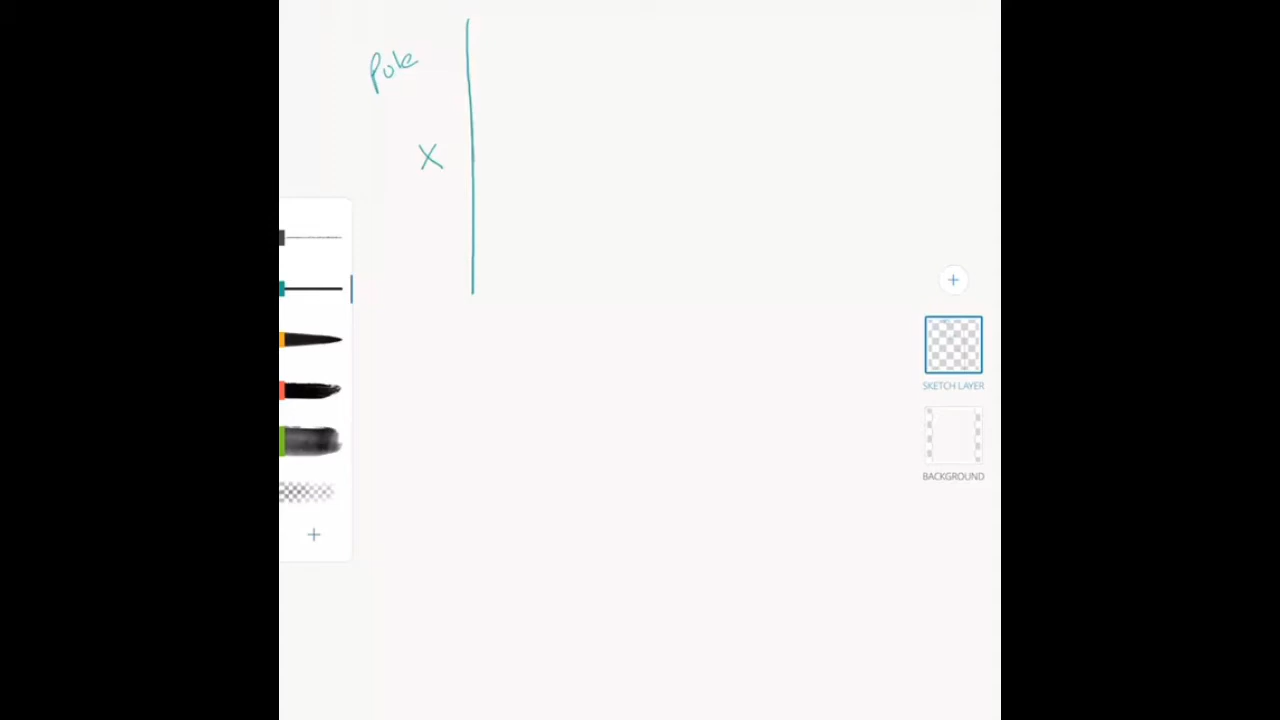 Pole
X
+
SKETCH LAYER
BACKGROUND
+